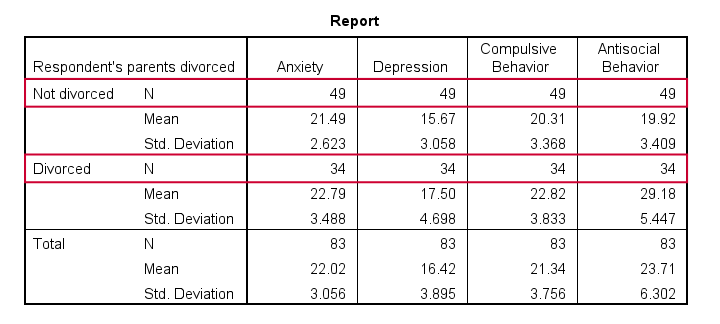 Report
Respondent's parents divorced Anxiety Depression Compulsive Behavior Antisocial Behavior
Not divorced N 49 49 49 49
Mean 21.49 15.67 20.31 19.92
Std. Deviation 2.623 3.058 3.368 3.409
Divorced N 34 34 34 34
Mean 22.79 17.50 22.82 29.18
Std. Deviation 3.488 4.698 3.833 5.447
Total N 83 83 83 83
Mean 22.02 16.42 21.34 23.71
Std. Deviation 3.056 3.895 3.756 6.302